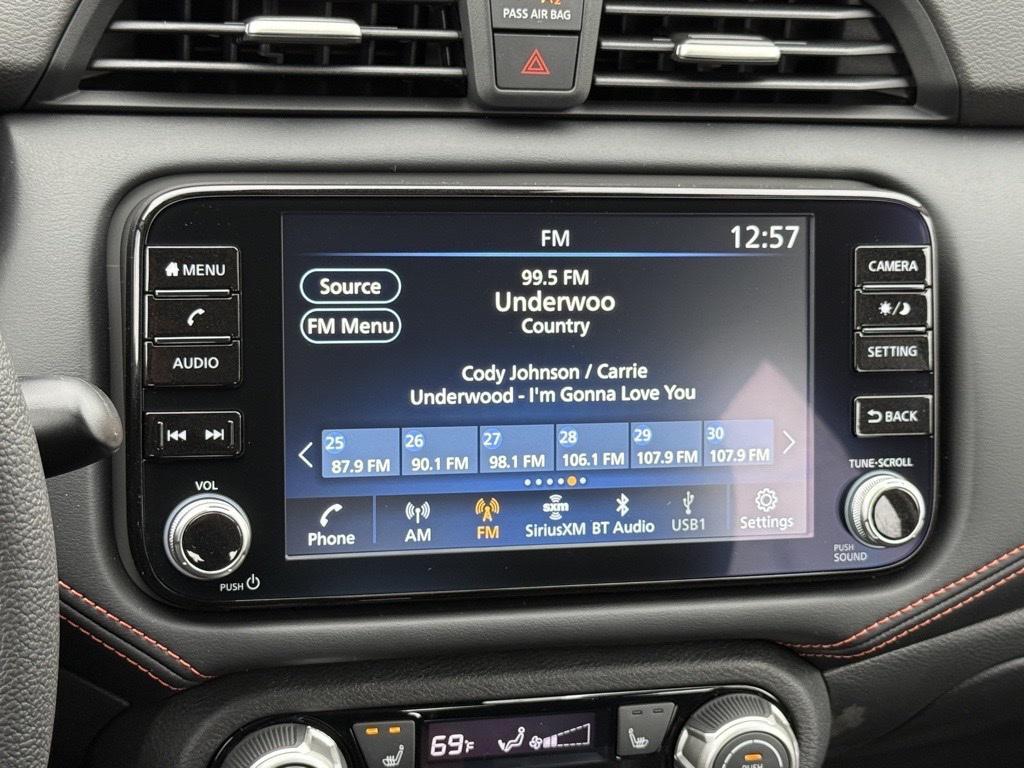 PASS AIR BAG
FM
12:57
MENU
AUDIO
VOL
PUSH
Source
FM Menu
99.5 FM
Underwoo
Country
Cody Johnson / Carrie
Underwood - I'm Gonna Love You
25 26 27 28 29 30
87.9 FM 90.1 FM 98.1 FM 106.1 FM 107.9 FM 107.9 FM
Phone AM FM sxm SiriusXM BT Audio USB1 Settings
CAMERA
SETTING
BACK
TUNE·SCROLL
PUSH
SOUND
69°F
PUSH